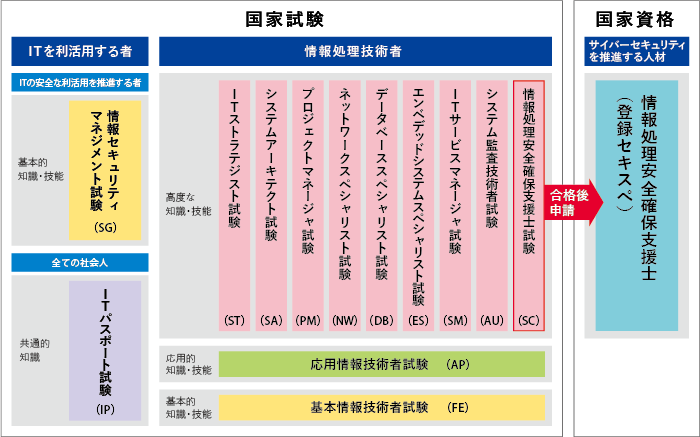 国家試験
国家資格
ITを利活用する者
情報処理技術者
サイバーセキュリティ
を推進する人材
ITの安全な利活用を推進する者
基本的
知識・技能
情報セキュリティ
マネジメント試験
(SG)
全ての社会人
共通的
知識
ITパスポート試験
(IP)
高度な
知識・技能
ITストラテジスト試験
(ST)
システムアーキテクト試験
(SA)
プロジェクトマネージャ試験
(PM)
ネットワークスペシャリスト試験
(NW)
データベーススペシャリスト試験
(DB)
エンベデッドシステムスペシャリスト試験
(ES)
ITサービスマネージャ試験
(SM)
システム監査技術者試験
(AU)
情報処理安全確保支援士試験
(SC)
合格後
申請
情報処理安全確保支援士
(登録セキスペ)
応用的
知識・技能
応用情報技術者試験 (AP)
基本的
知識・技能
基本情報技術者試験 (FE)